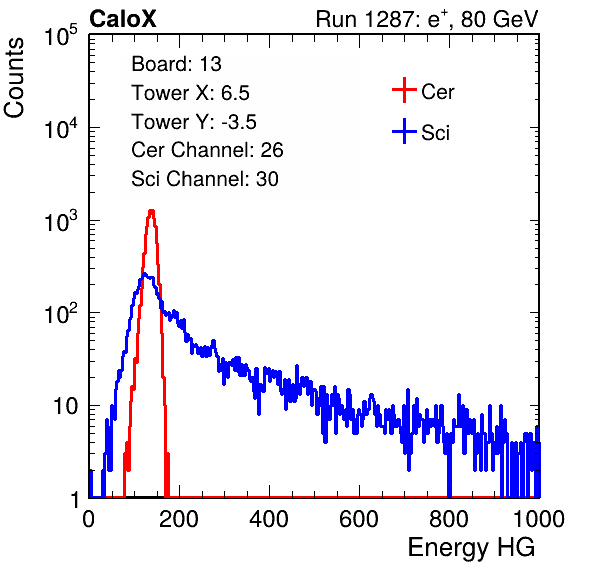 CaloX Run 1287: e⁺, 80 GeV
Counts
10⁵
10⁴
10³
10²
10
1
Board: 13
Tower X: 6.5
Tower Y: -3.5
Cer Channel: 26
Sci Channel: 30
Cer
Sci
0 200 400 600 800 1000
Energy HG